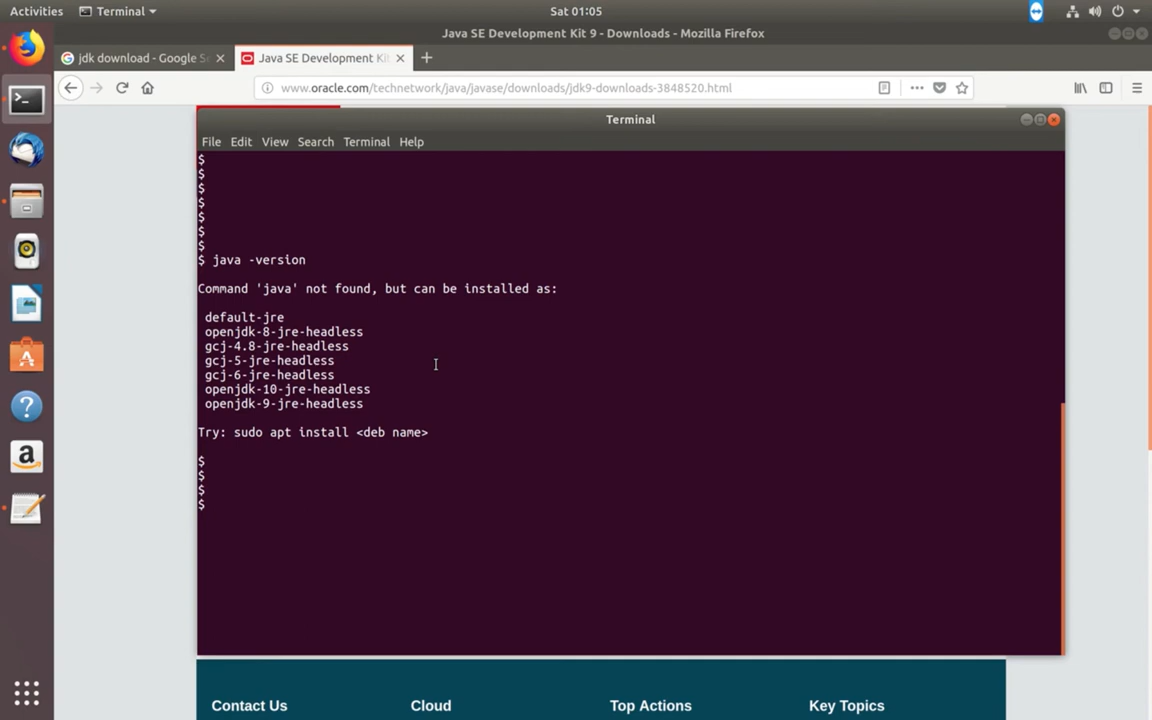 Activities
Terminal
Sat 01:05
Java SE Development Kit 9 - Downloads - Mozilla Firefox
jdk download - Google Se
Java SE Development Kit
www.oracle.com/technetwork/java/javase/downloads/jdk9-downloads-3848520.html
Terminal
File Edit View Search Terminal Help
$
$
$
$
$
$
$
$ java -version
Command 'java' not found, but can be installed as:
default-jre
openjdk-8-jre-headless
gcj-4.8-jre-headless
gcj-5-jre-headless
gcj-6-jre-headless
openjdk-10-jre-headless
openjdk-9-jre-headless
Try: sudo apt install <deb name>
$
$
$
$
Contact Us
Cloud
Top Actions
Key Topics